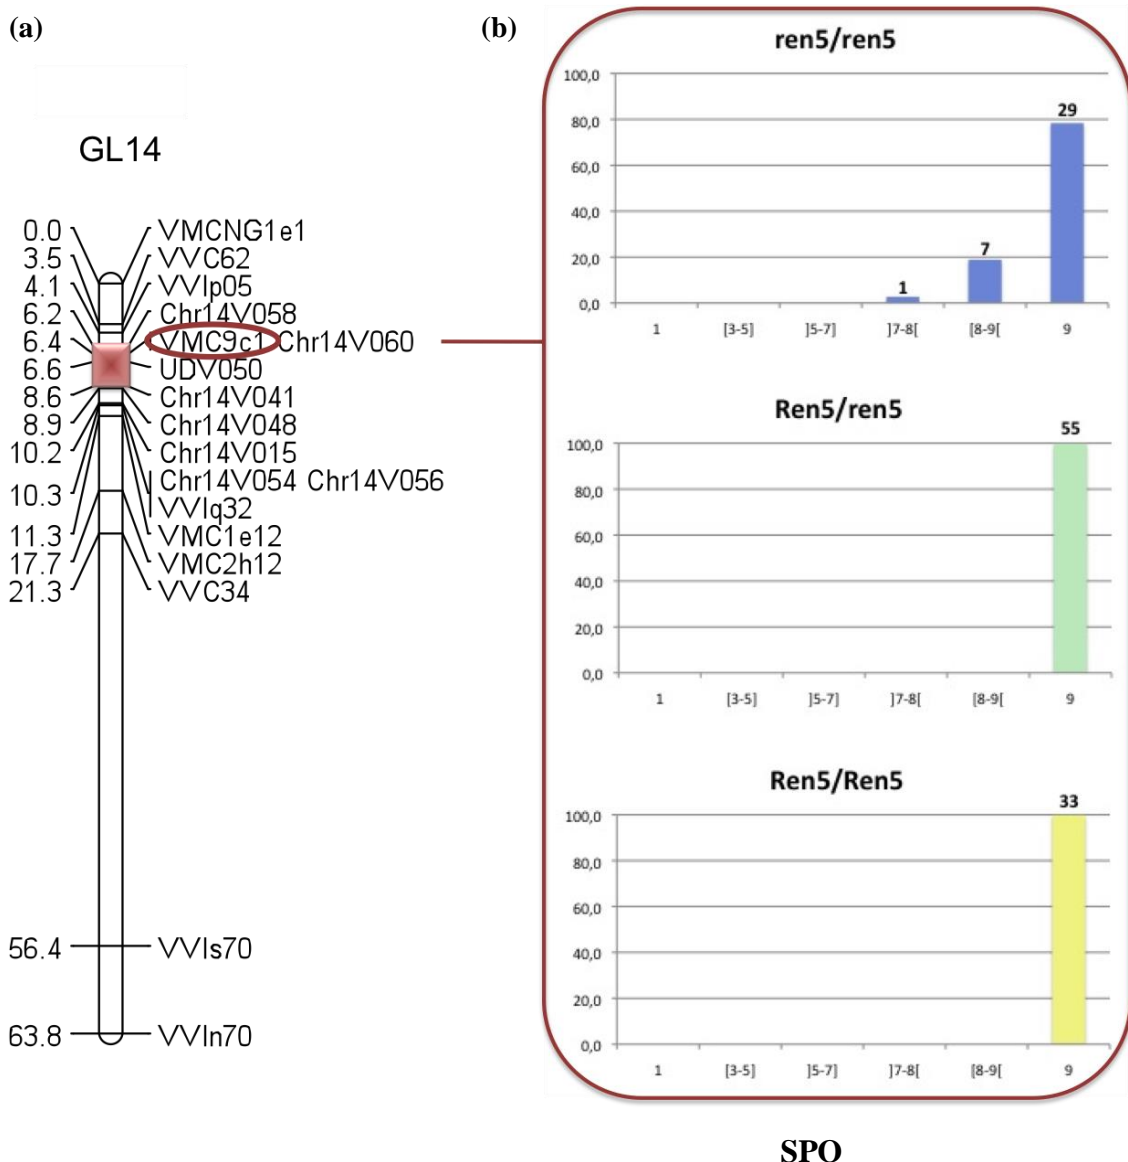 (a)
GL14
0.0 VMCNG1e1
3.5 VVC62
4.1 VVIp05
6.2 Chr14V058
6.4 VMC9c1 Chr14V060
6.6 UDV050
8.6 Chr14V041
8.9 Chr14V048
10.2 Chr14V015
10.3 Chr14V054 Chr14V056
VVIq32
11.3 VMC1e12
17.7 VMC2h12
21.3 VVC34
56.4 VVIs70
63.8 VVIn70
(b)
ren5/ren5
100,0
80,0
60,0
40,0
20,0
0,0
1 7 29
1 [3-5] ]5-7] ]7-8[ [8-9[ 9
Ren5/ren5
100,0
80,0
60,0
40,0
20,0
0,0
55
1 [3-5] ]5-7] ]7-8[ [8-9[ 9
Ren5/Ren5
100,0
80,0
60,0
40,0
20,0
0,0
33
1 [3-5] ]5-7] ]7-8[ [8-9[ 9
SPO